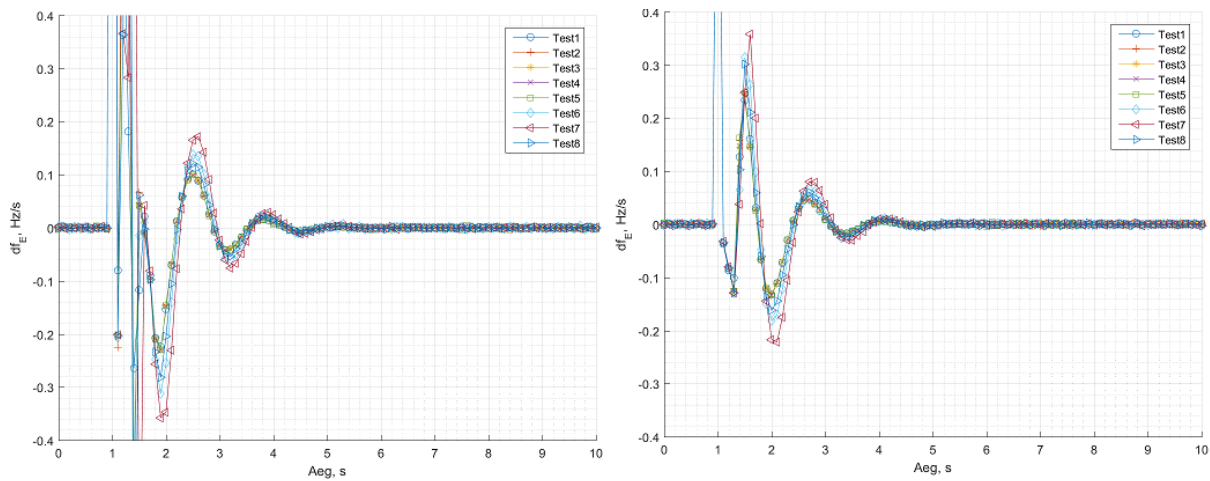 0.4
0.3
0.2
0.1
0
-0.1
-0.2
-0.3
-0.4
df_E, Hz/s
0 1 2 3 4 5 6 7 8 9 10
Aeg, s
Test1
Test2
Test3
Test4
Test5
Test6
Test7
Test8
0.4
0.3
0.2
0.1
0
-0.1
-0.2
-0.3
-0.4
df_E, Hz/s
0 1 2 3 4 5 6 7 8 9 10
Aeg, s
Test1
Test2
Test3
Test4
Test5
Test6
Test7
Test8